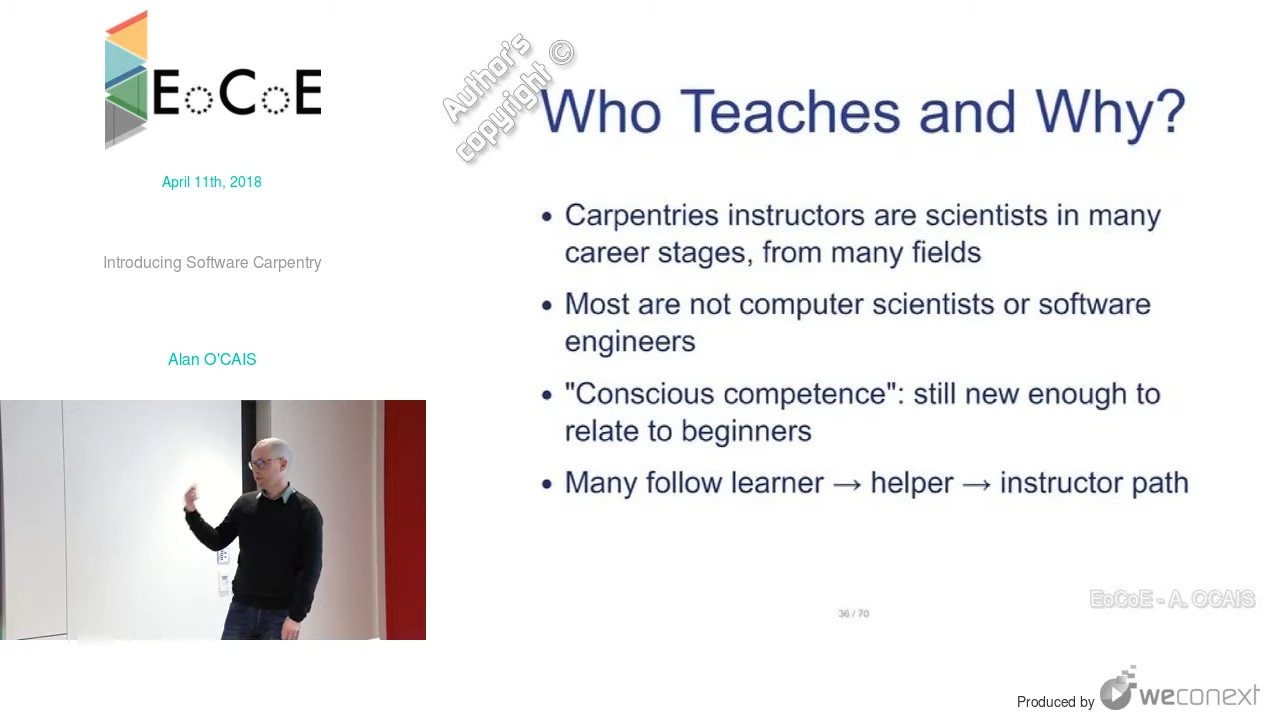 EoCoE
April 11th, 2018
Introducing Software Carpentry
Alan O'CAIS
Author's
copyright ©
Who Teaches and Why?
• Carpentries instructors are scientists in many
career stages, from many fields
• Most are not computer scientists or software
engineers
• "Conscious competence": still new enough to
relate to beginners
• Many follow learner → helper → instructor path
36 / 70
EoCoE - A. OCAIS
Produced by weconext